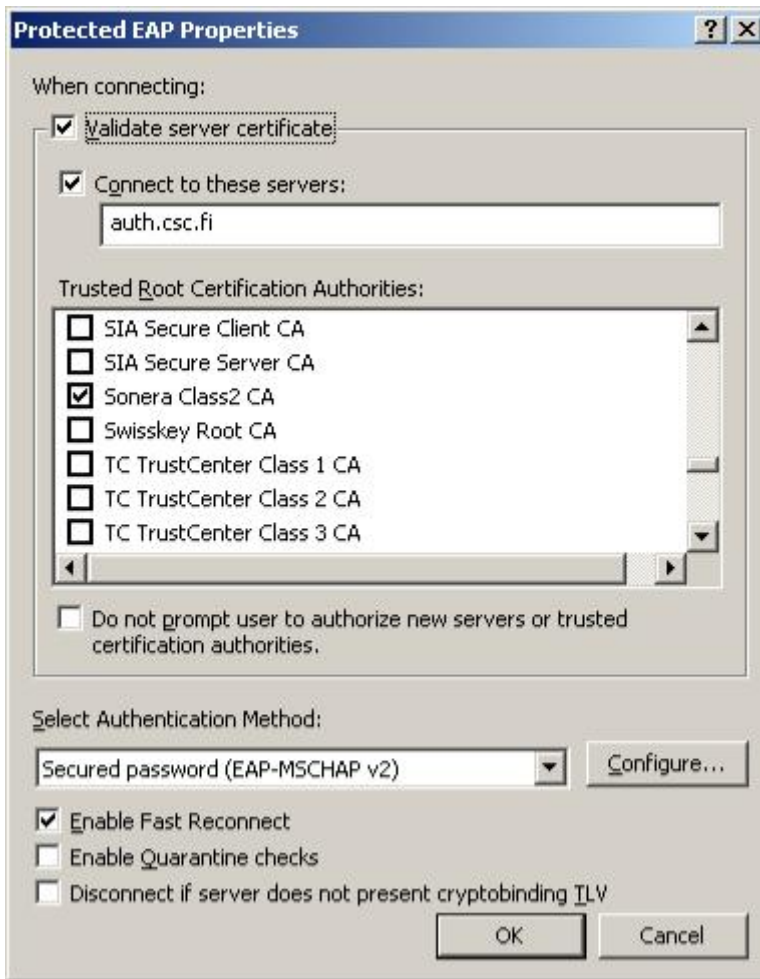 Protected EAP Properties
When connecting:
Validate server certificate
Connect to these servers:
auth.csc.fi
Trusted Root Certification Authorities:
SIA Secure Client CA
SIA Secure Server CA
Sonera Class2 CA
Swisskey Root CA
TC TrustCenter Class 1 CA
TC TrustCenter Class 2 CA
TC TrustCenter Class 3 CA
Do not prompt user to authorize new servers or trusted
certification authorities.
Select Authentication Method:
Secured password (EAP-MSCHAP v2)
Configure...
Enable Fast Reconnect
Enable Quarantine checks
Disconnect if server does not present cryptobinding TLV
OK
Cancel